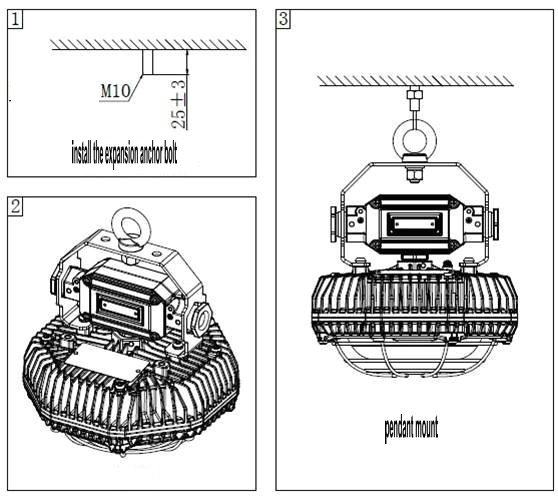 1
M10
25±3
install the expansion anchor bolt
2
3
pendant mount